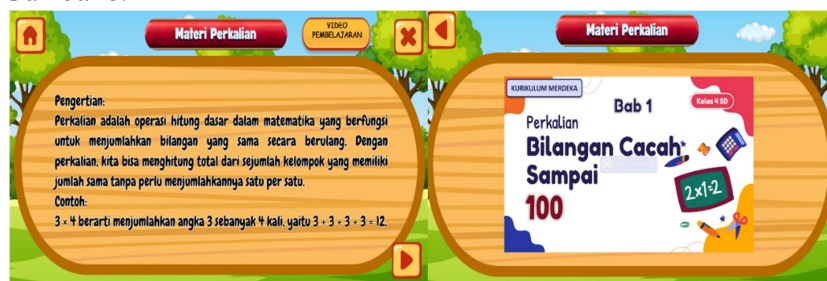 Materi Perkalian
VIDEO
PEMBELAJARAN
Pengertian:
Perkalian adalah operasi hitung dasar dalam matematika yang berfungsi
untuk menjumlahkan bilangan yang sama secara berulang. Dengan
perkalian, kita bisa menghitung total dari sejumlah kelompok yang memiliki
jumlah sama tanpa perlu menjumlahkannya satu per satu.
Contoh:
3 × 4 berarti menjumlahkan angka 3 sebanyak 4 kali, yaitu 3 + 3 + 3 + 3 = 12.
Materi Perkalian
KURIKULUM MERDEKA
Bab 1
Kelas 4 SD
Perkalian
Bilangan Cacah
Sampai
100
2x1=2